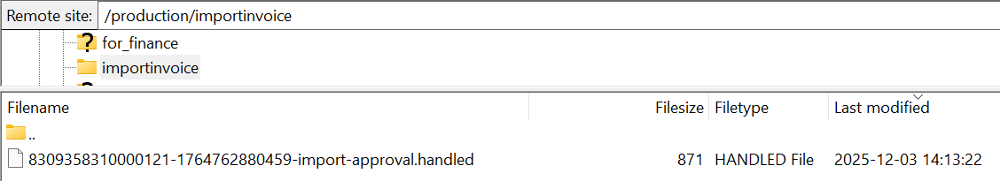 Remote site: /production/importinvoice
? for_finance
importinvoice
?
Filename Filesize Filetype Last modified
..
8309358310000121-1764762880459-import-approval.handled 871 HANDLED File 2025-12-03 14:13:22